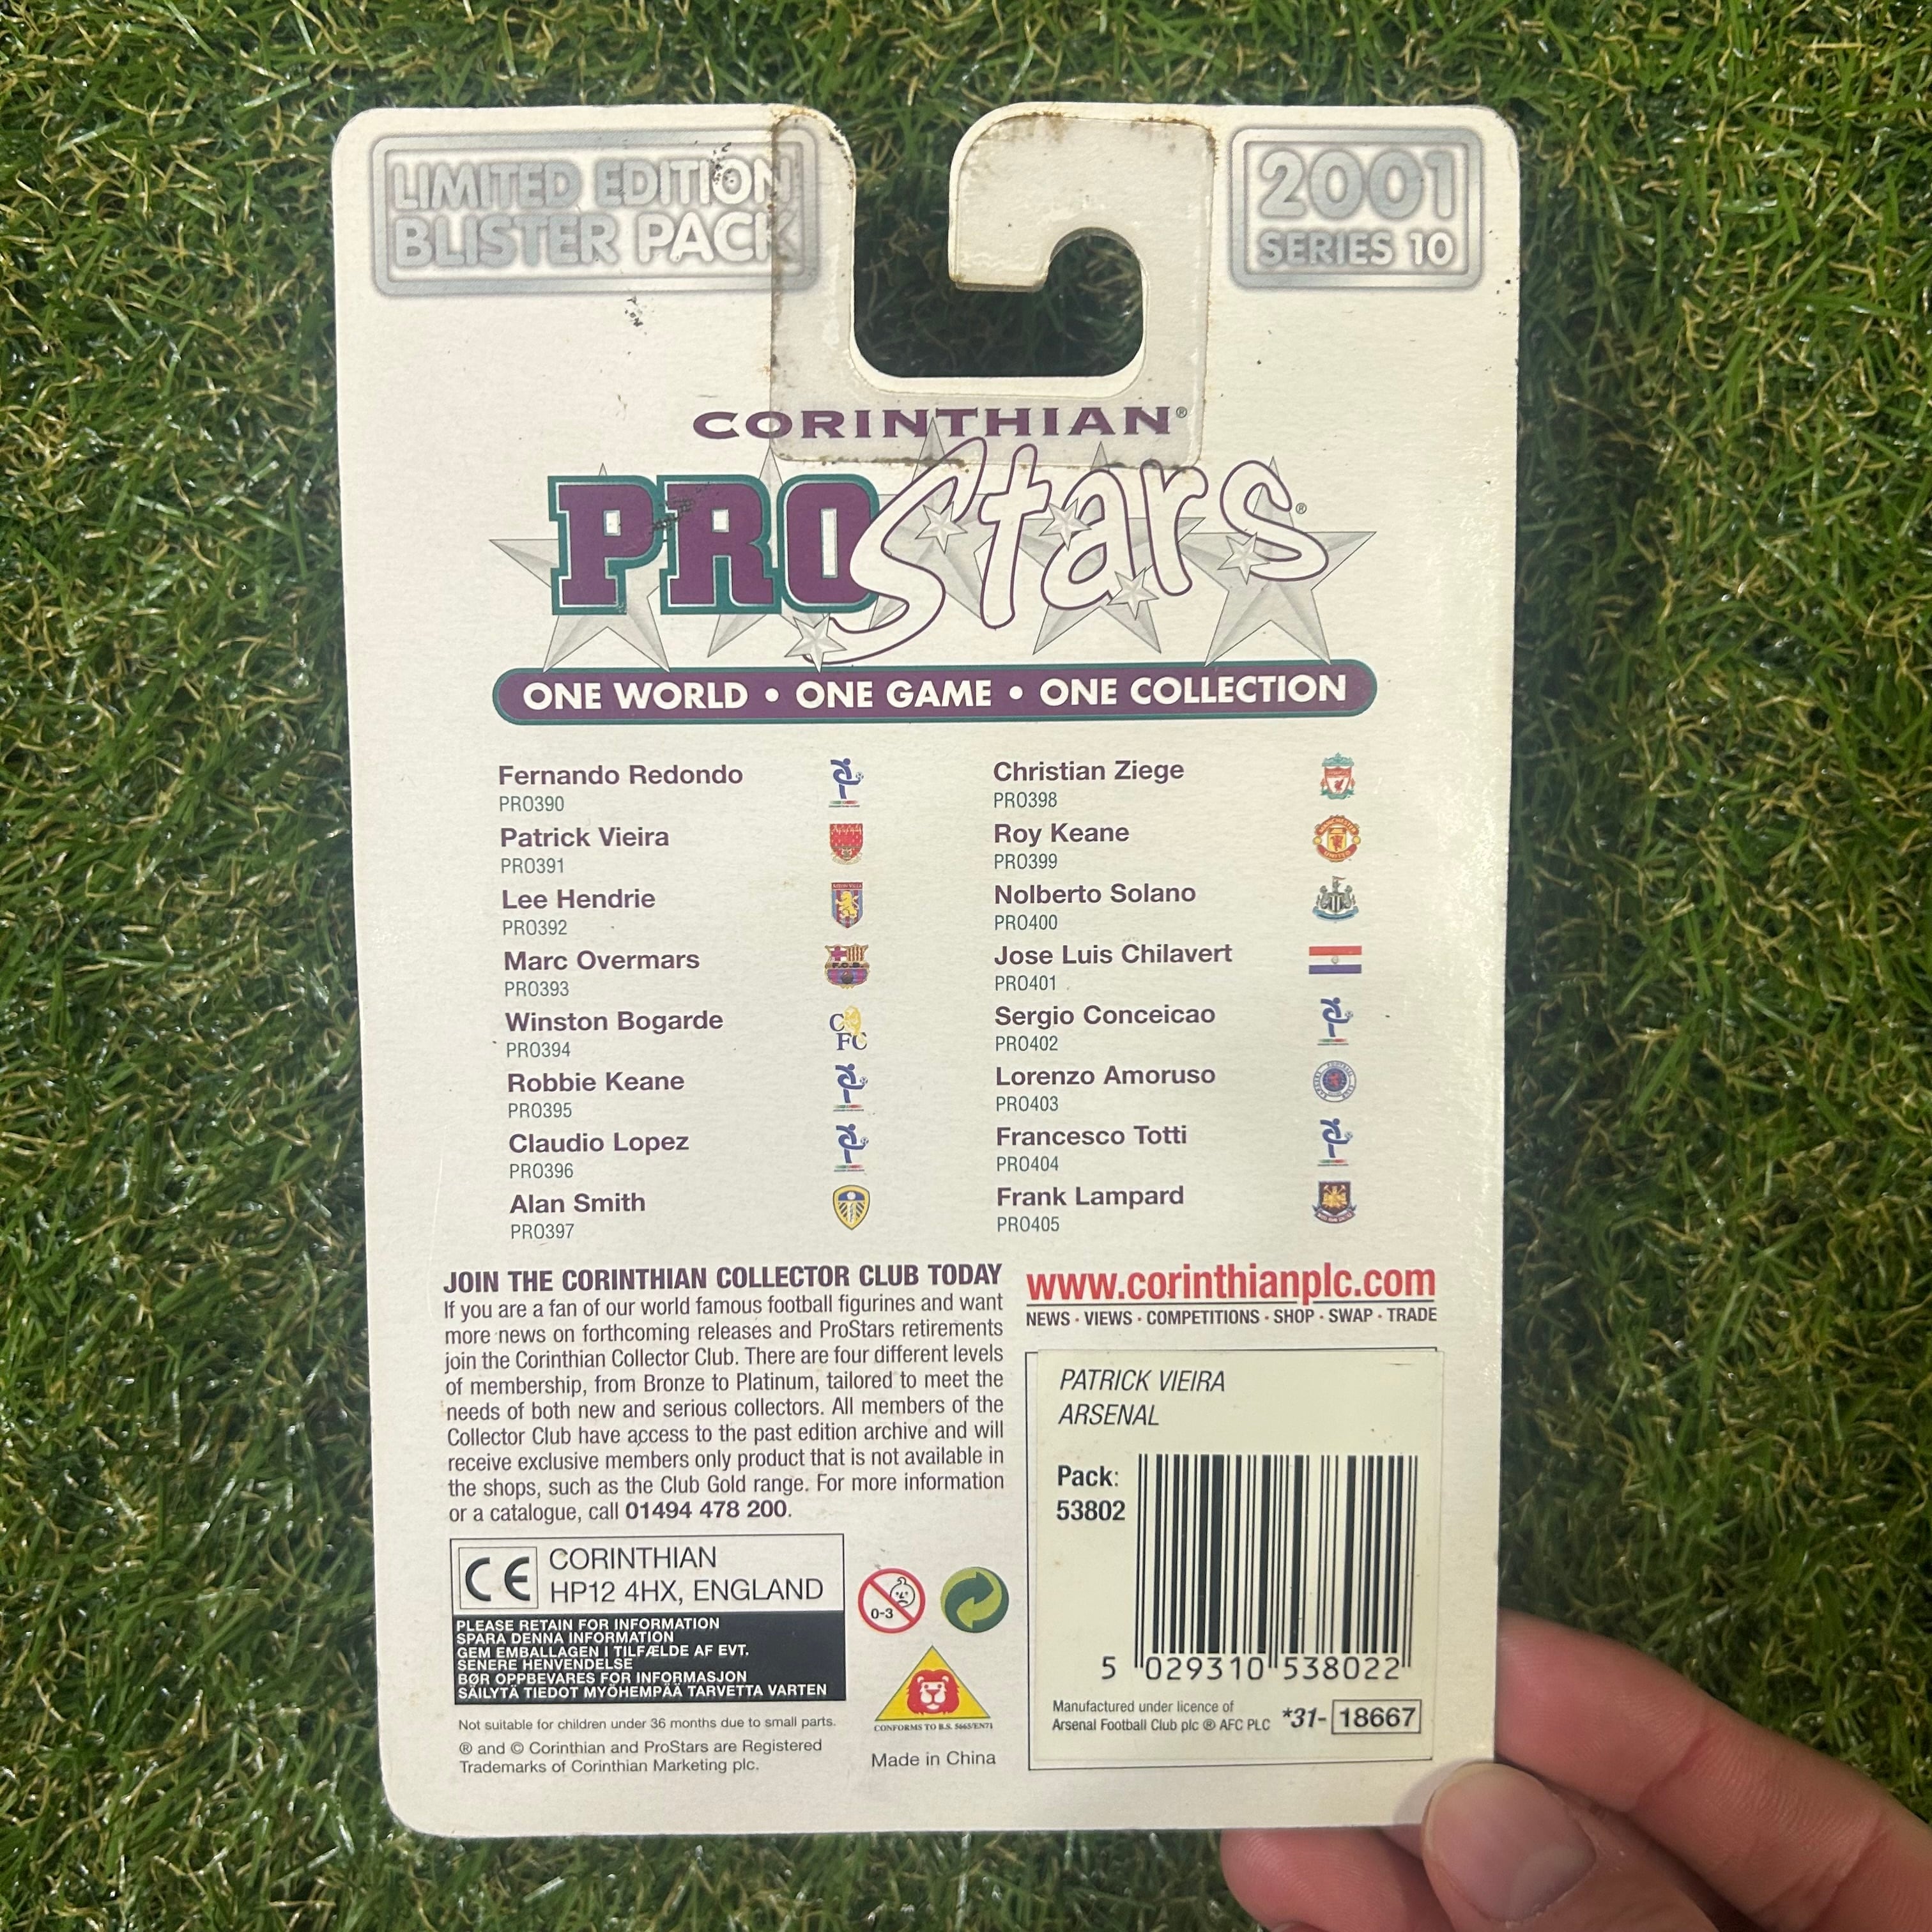 LIMITED EDITION
BLISTER PACK
2001
SERIES 10
CORINTHIAN®
PROStars®
ONE WORLD • ONE GAME • ONE COLLECTION
Fernando Redondo
PRO390
Patrick Vieira
PRO391
Lee Hendrie
PRO392
Marc Overmars
PRO393
Winston Bogarde
PRO394
CFC
Robbie Keane
PRO395
Claudio Lopez
PRO396
Alan Smith
PRO397
Christian Ziege
PRO398
Roy Keane
PRO399
Nolberto Solano
PRO400
Jose Luis Chilavert
PRO401
Sergio Conceicao
PRO402
Lorenzo Amoruso
PRO403
Francesco Totti
PRO404
Frank Lampard
PRO405
JOIN THE CORINTHIAN COLLECTOR CLUB TODAY
If you are a fan of our world famous football figurines and want
more news on forthcoming releases and ProStars retirements
join the Corinthian Collector Club. There are four different levels
of membership, from Bronze to Platinum, tailored to meet the
needs of both new and serious collectors. All members of the
Collector Club have access to the past edition archive and will
receive exclusive members only product that is not available in
the shops, such as the Club Gold range. For more information
or a catalogue, call 01494 478 200.
www.corinthianplc.com
NEWS · VIEWS · COMPETITIONS · SHOP · SWAP · TRADE
PATRICK VIEIRA
ARSENAL
Pack:
53802
5 029310 538022
Manufactured under licence of
Arsenal Football Club plc ® AFC PLC
*31- 18667
CE
CORINTHIAN
HP12 4HX, ENGLAND
PLEASE RETAIN FOR INFORMATION
SPARA DENNA INFORMATION
GEM EMBALLAGEN I TILFÆLDE AF EVT.
SENERE HENVENDELSE
BØR OPPBEVARES FOR INFORMASJON
SÄILYTÄ TIEDOT MYÖHEMPÄÄ TARVETTA VARTEN
0-3
CONFORMS TO B.S. 5665/EN71
Made in China
Not suitable for children under 36 months due to small parts.
® and © Corinthian and ProStars are Registered
Trademarks of Corinthian Marketing plc.